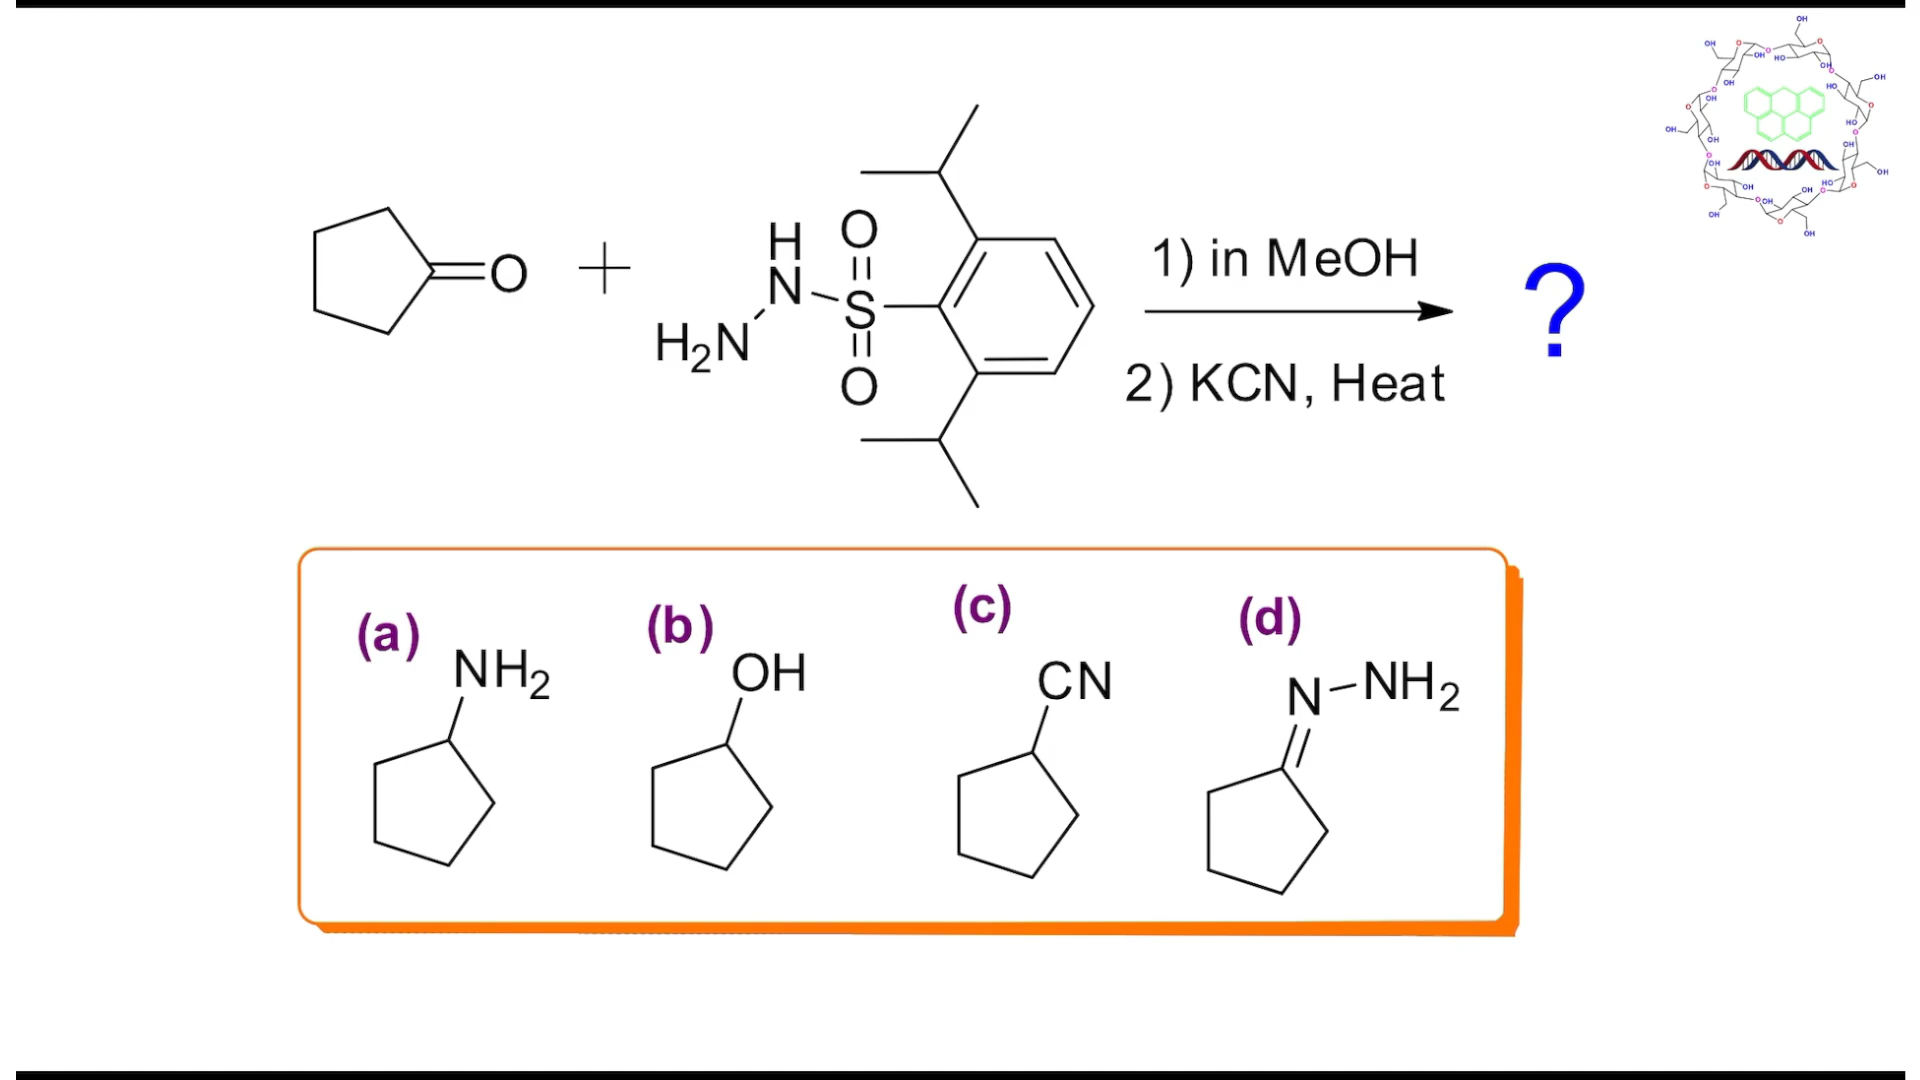 O
+
H
N
H2N
O
S
O
1) in MeOH
2) KCN, Heat
?
(a)
NH2
(b)
OH
(c)
CN
(d)
N
NH2